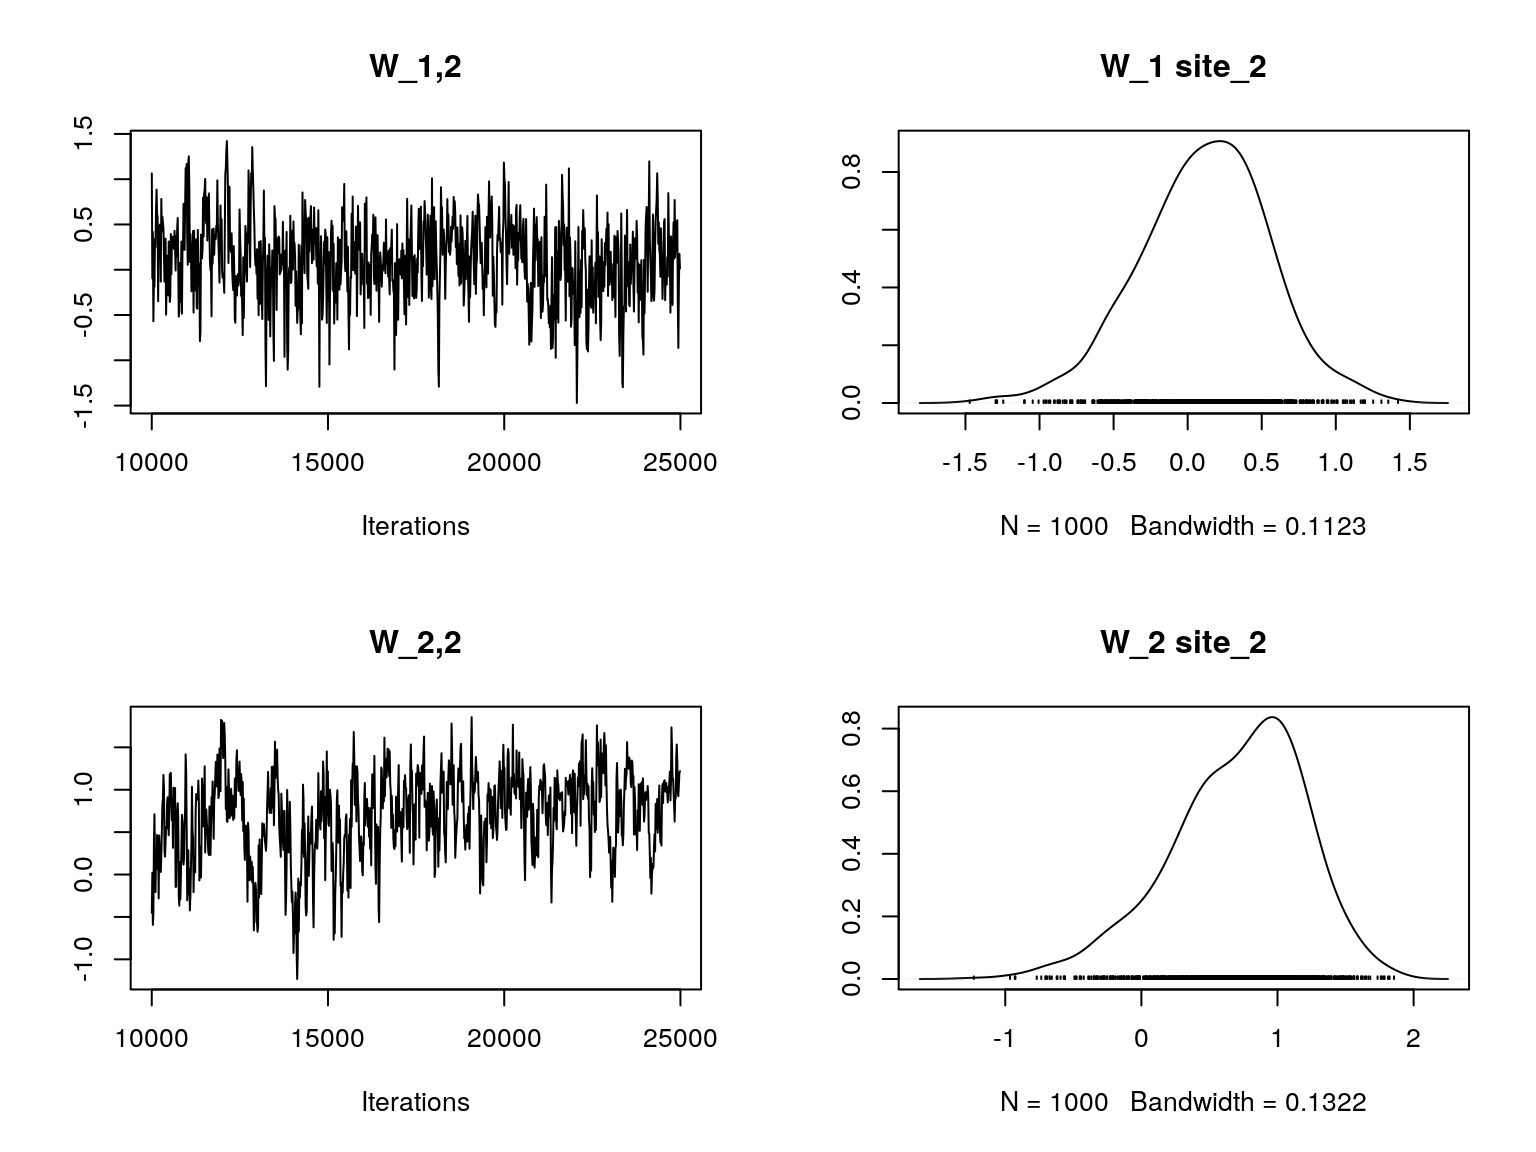 W_1,2
1.5
0.5
-0.5
-1.5
10000 15000 20000 25000
Iterations
W_1 site_2
0.8
0.4
0.0
-1.5 -1.0 -0.5 0.0 0.5 1.0 1.5
N = 1000 Bandwidth = 0.1123
W_2,2
1.0
0.0
-1.0
10000 15000 20000 25000
Iterations
W_2 site_2
0.8
0.6
0.4
0.2
0.0
-1 0 1 2
N = 1000 Bandwidth = 0.1322